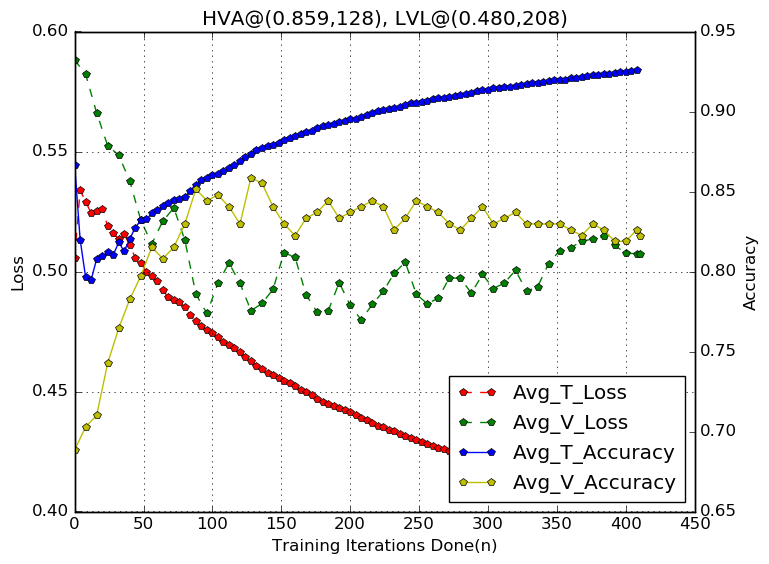 HVA@(0.859,128), LVL@(0.480,208)
0.60
0.55
0.50
0.45
0.40
Loss
0.95
0.90
0.85
0.80
0.75
0.70
0.65
Accuracy
Avg_T_Loss
Avg_V_Loss
Avg_T_Accuracy
Avg_V_Accuracy
0 50 100 150 200 250 300 350 400 450
Training Iterations Done(n)